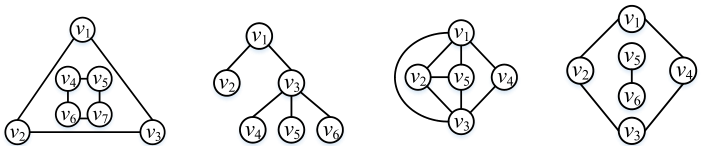 v₁
v₄ v₅
v₆ v₇
v₂ v₃
v₁
v₂ v₃
v₄ v₅ v₆
v₁
v₂ v₅ v₄
v₃
v₁
v₅
v₂ v₄
v₆
v₃